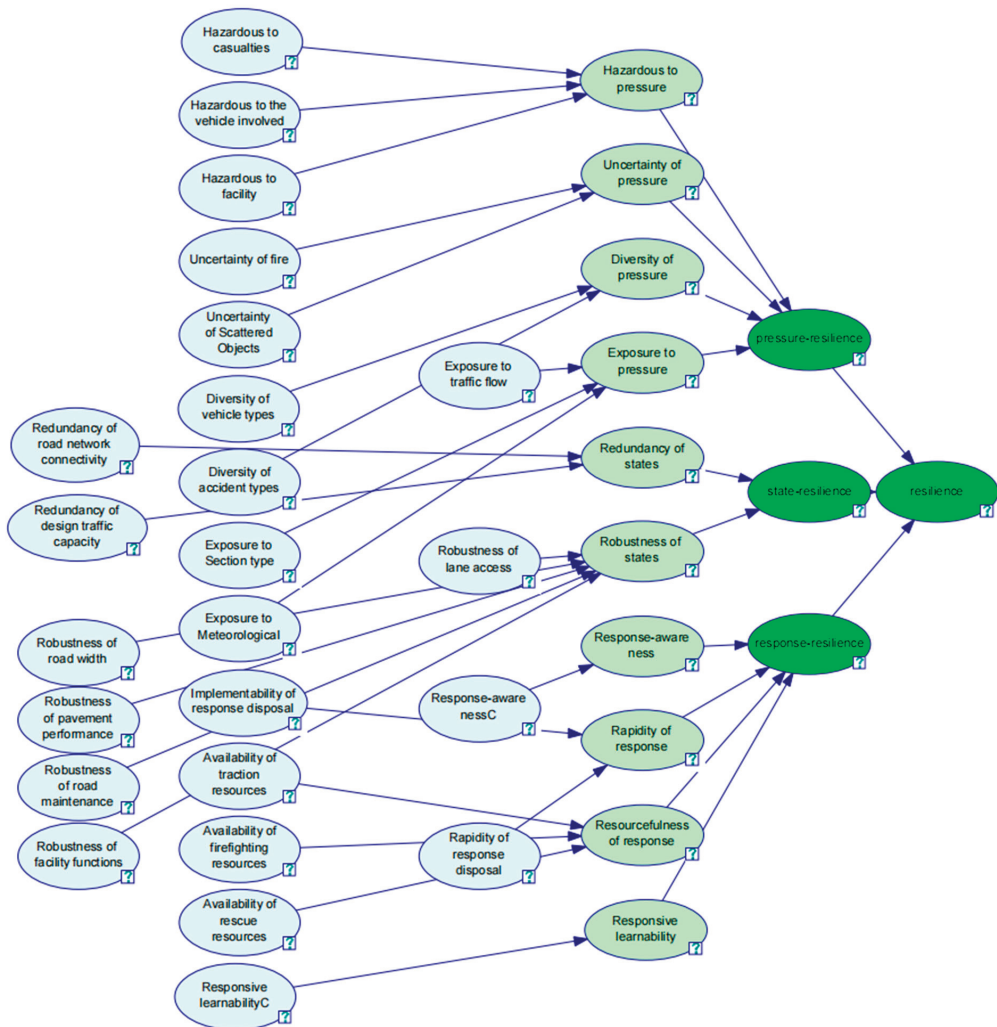 Hazardous to
casualties
?
Hazardous to the
vehicle involved
?
Hazardous to
facility
?
Uncertainty of fire
?
Uncertainty
of Scattered
Objects
?
Diversity of
vehicle types
?
Diversity of
accident types
?
Exposure to
Section type
?
Exposure to
Meteorological
?
Implementability of
response disposal
?
Availability of
traction
resources
?
Availability of
firefighting
resources
?
Availability of
rescue
resources
?
Responsive
learnabilityC
?
Redundancy of
road network
connectivity
?
Redundancy of
design traffic
capacity
?
Robustness of
road width
?
Robustness
of pavement
performance
?
Robustness
of road
maintenance
?
Robustness of
facility functions
?
Exposure to
traffic flow
?
Robustness of
lane access
?
Response-aware
nessC
?
Rapidity of
response
disposal
?
Hazardous to
pressure
?
Uncertainty of
pressure
?
Diversity of
pressure
?
Exposure to
pressure
?
Redundancy of
states
?
Robustness of
states
?
Response-aware
ness
?
Rapidity of
response
?
Resourcefulness
of response
?
Responsive
learnability
?
pressure-resilience
?
state-resilience
?
response-resilience
?
resilience
?